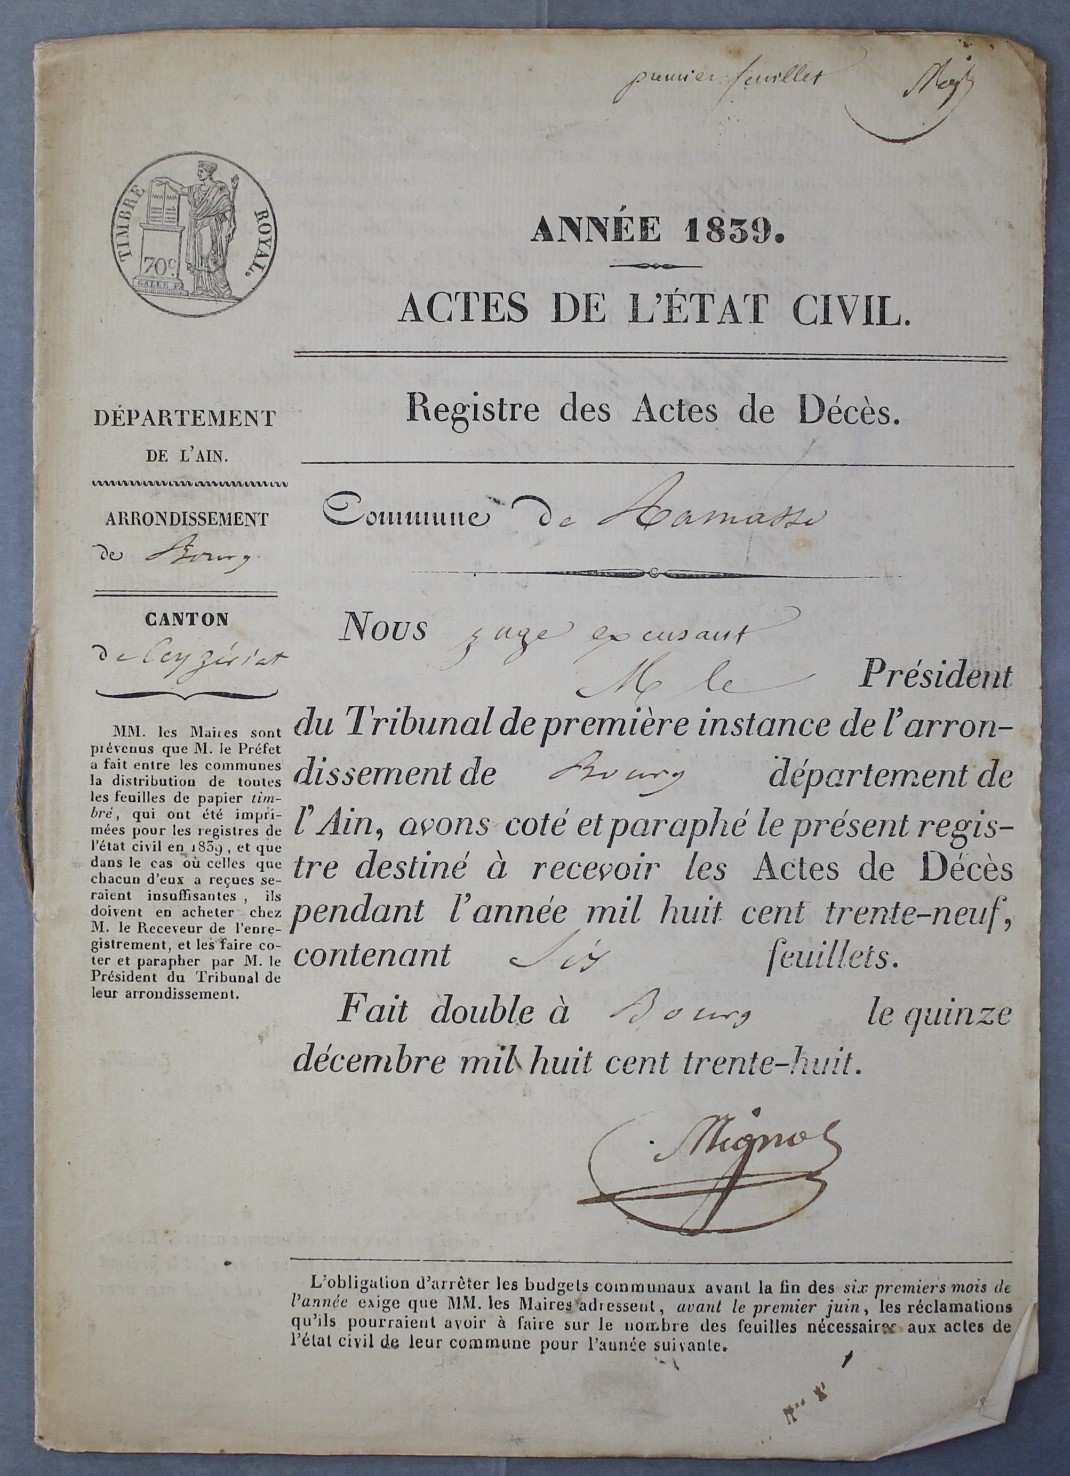 premier feuillet
TIMBRE ROYAL.
70c
ANNÉE 1839.
ACTES DE L'ÉTAT CIVIL.
Registre des Actes de Décès.
Commune de Ramasse
DÉPARTEMENT
DE L'AIN.
ARRONDISSEMENT
de Bourg
CANTON
de Ceyzériat
MM. les Maires sont
prévenus que M. le Préfet
a fait entre les communes
la distribution de toutes
les feuilles de papier tim-
bré, qui ont été impri-
mées pour les registres de
l'état civil en 1839, et que
dans le cas où celles que
chacun d'eux a reçues se-
raient insuffisantes, ils
doivent en acheter chez
M. le Receveur de l'enre-
gistrement, et les faire co-
ter et parapher par M. le
Président du Tribunal de
leur arrondissement.
Nous juge excusant
M le Président
du Tribunal de première instance de l'arron-
dissement de Bourg département de
l'Ain, avons coté et paraphé le présent regis-
tre destiné à recevoir les Actes de Décès
pendant l'année mil huit cent trente-neuf,
contenant Six feuillets.
Fait double à Bourg le quinze
décembre mil huit cent trente-huit.
Mignot
L'obligation d'arrêter les budgets communaux avant la fin des six premiers mois de
l'année exige que MM. les Maires adressent, avant le premier juin, les réclamations
qu'ils pourraient avoir à faire sur le nombre des feuilles nécessaires aux actes de
l'état civil de leur commune pour l'année suivante.